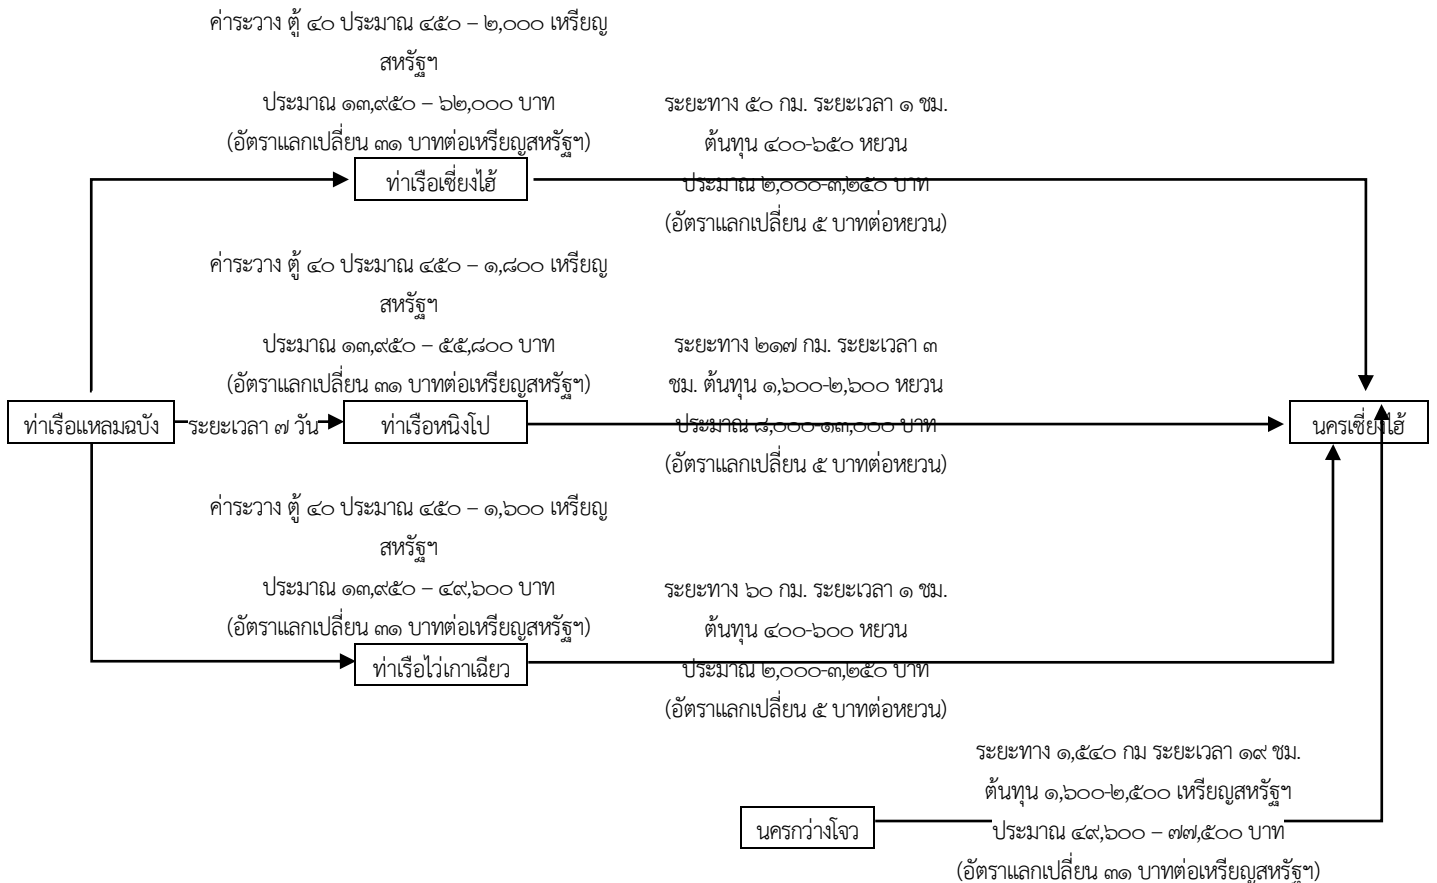 ค่าระวาง ตู้ ๔๐ ประมาณ ๔๕๐ – ๒,๐๐๐ เหรียญ
สหรัฐฯ
ประมาณ ๑๓,๙๕๐ – ๖๒,๐๐๐ บาท
(อัตราแลกเปลี่ยน ๓๑ บาทต่อเหรียญสหรัฐฯ)
ท่าเรือเซี่ยงไฮ้
ระยะทาง ๕๐ กม. ระยะเวลา ๑ ชม.
ต้นทุน ๔๐๐-๖๕๐ หยวน
ประมาณ ๒,๐๐๐-๓,๒๕๐ บาท
(อัตราแลกเปลี่ยน ๕ บาทต่อหยวน)
ค่าระวาง ตู้ ๔๐ ประมาณ ๔๕๐ – ๑,๘๐๐ เหรียญ
สหรัฐฯ
ประมาณ ๑๓,๙๕๐ – ๕๕,๘๐๐ บาท
(อัตราแลกเปลี่ยน ๓๑ บาทต่อเหรียญสหรัฐฯ)
ท่าเรือแหลมฉบัง
ระยะเวลา ๗ วัน
ท่าเรือหนิงโป
ระยะทาง ๒๑๗ กม. ระยะเวลา ๓
ชม. ต้นทุน ๑,๖๐๐-๒,๖๐๐ หยวน
ประมาณ ๘,๐๐๐-๑๓,๐๐๐ บาท
(อัตราแลกเปลี่ยน ๕ บาทต่อหยวน)
นครเซี่ยงไฮ้
ค่าระวาง ตู้ ๔๐ ประมาณ ๔๕๐ – ๑,๖๐๐ เหรียญ
สหรัฐฯ
ประมาณ ๑๓,๙๕๐ – ๔๙,๖๐๐ บาท
(อัตราแลกเปลี่ยน ๓๑ บาทต่อเหรียญสหรัฐฯ)
ท่าเรือไว่เกาเฉียว
ระยะทาง ๖๐ กม. ระยะเวลา ๑ ชม.
ต้นทุน ๔๐๐-๖๐๐ หยวน
ประมาณ ๒,๐๐๐-๓,๒๕๐ บาท
(อัตราแลกเปลี่ยน ๕ บาทต่อหยวน)
นครกว่างโจว
ระยะทาง ๑,๕๔๐ กม ระยะเวลา ๑๙ ชม.
ต้นทุน ๑,๖๐๐-๒,๕๐๐ เหรียญสหรัฐฯ
ประมาณ ๔๙,๖๐๐ – ๗๗,๕๐๐ บาท
(อัตราแลกเปลี่ยน ๓๑ บาทต่อเหรียญสหรัฐฯ)